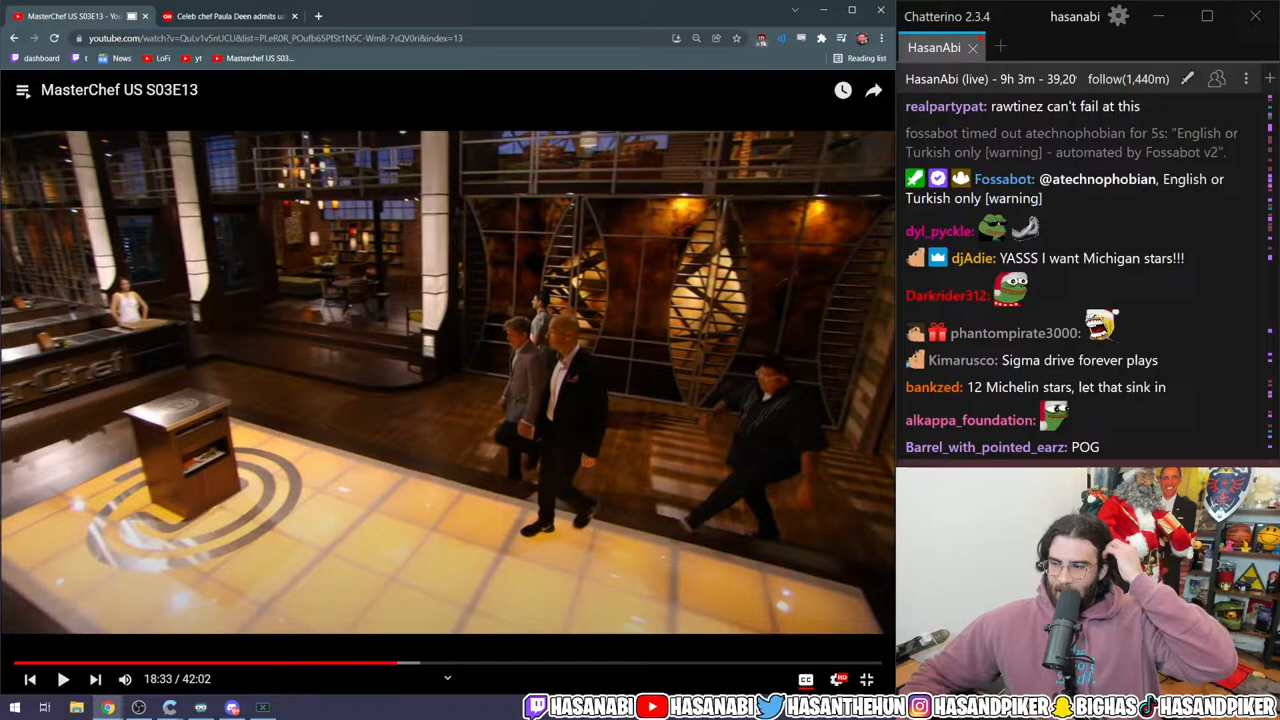 MasterChef US S03E13 - You
Celeb chef Paula Deen admits us
youtube.com/watch?v=QuLv1v5nUCU&list=PLeR0R_POufb65PfSt1N5C-Wm8-7sQV0ri&index=13
dashboard
t
News
LoFi
yt
Masterchef US S03...
Reading list
MasterChef US S03E13
18:33 / 42:02
CC
HD
Chatterino 2.3.4
hasanabi
HasanAbi
HasanAbi (live) - 9h 3m - 39,20
follow(1,440m)
realpartypat: rawtinez can't fail at this
fossabot timed out atechnophobian for 5s: "English or
Turkish only [warning] - automated by Fossabot v2".
Fossabot: @atechnophobian, English or
Turkish only [warning]
dyl_pyckle:
djAdie: YASSS I want Michigan stars!!!
Darkrider312:
phantompirate3000:
Kimarusco: Sigma drive forever plays
bankzed: 12 Michelin stars, let that sink in
alkappa_foundation:
Barrel_with_pointed_earz: POG
HASANABI
HASANABI
HASANTHEHUN
HASANDPIKER
BIGHAS
HASANDPIKER